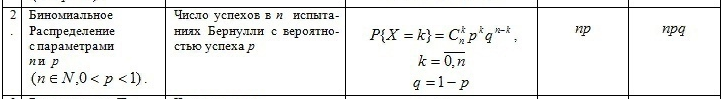 2 Биномиальное
. Распределение
с параметрами
n и p
(n ∈ N, 0 < p < 1) .
Число успехов в n испыта-
ниях Бернулли с вероятно-
стью успеха p
P{X = k} = C_n^k p^k q^{n−k} ,
k = \overline{0, n}
q = 1 − p
np
npq